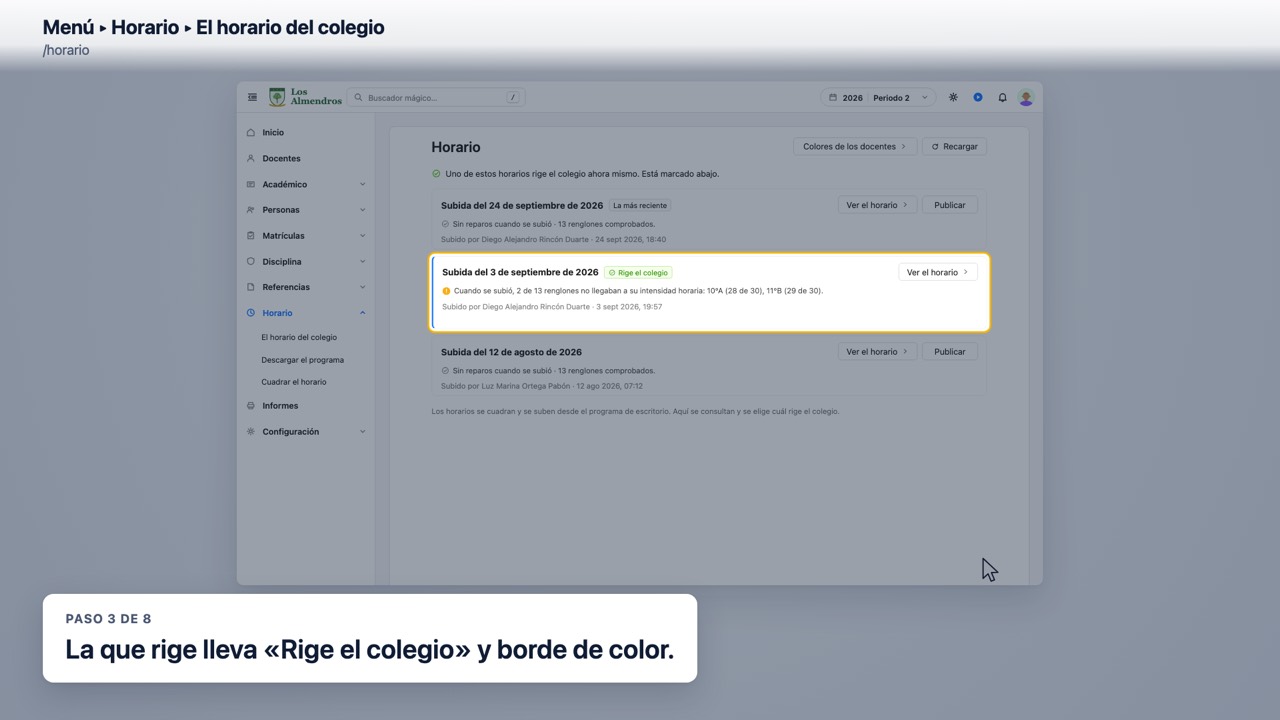 Menú ▸ Horario ▸ El horario del colegio
/horario
Los Almendros
Buscador mágico...
/
2026
Periodo 2
Inicio
Docentes
Académico
Personas
Matrículas
Disciplina
Referencias
Horario
El horario del colegio
Descargar el programa
Cuadrar el horario
Informes
Configuración
Horario
Colores de los docentes
Recargar
Uno de estos horarios rige el colegio ahora mismo. Está marcado abajo.
Subida del 24 de septiembre de 2026
La más reciente
Ver el horario
Publicar
Sin reparos cuando se subió · 13 renglones comprobados.
Subido por Diego Alejandro Rincón Duarte · 24 sept 2026, 18:40
Subida del 3 de septiembre de 2026
Rige el colegio
Ver el horario
Cuando se subió, 2 de 13 renglones no llegaban a su intensidad horaria: 10°A (28 de 30), 11°B (29 de 30).
Subido por Diego Alejandro Rincón Duarte · 3 sept 2026, 19:57
Subida del 12 de agosto de 2026
Ver el horario
Publicar
Sin reparos cuando se subió · 13 renglones comprobados.
Subido por Luz Marina Ortega Pabón · 12 ago 2026, 07:12
Los horarios se cuadran y se suben desde el programa de escritorio. Aquí se consultan y se elige cuál rige el colegio.
PASO 3 DE 8
La que rige lleva «Rige el colegio» y borde de color.